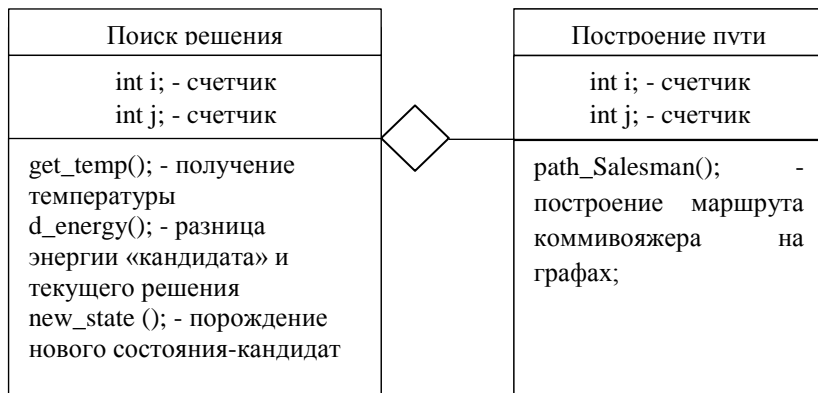 Поиск решения
int i; - счетчик
int j; - счетчик
get_temp(); - получение
температуры
d_energy(); - разница
энергии «кандидата» и
текущего решения
new_state (); - порождение
нового состояния-кандидат
Построение пути
int i; - счетчик
int j; - счетчик
path_Salesman(); -
построение маршрута
коммивояжера на
графах;